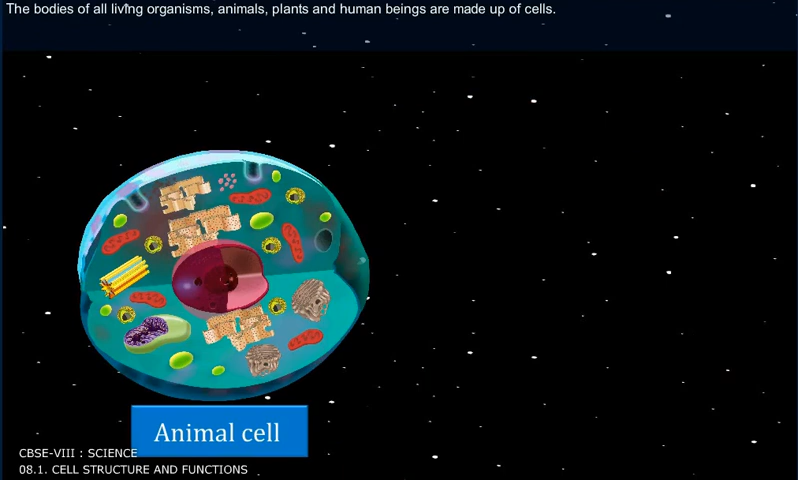 The bodies of all living organisms, animals, plants and human beings are made up of cells.
Animal cell
CBSE-VIII : SCIENCE
08.1. CELL STRUCTURE AND FUNCTIONS